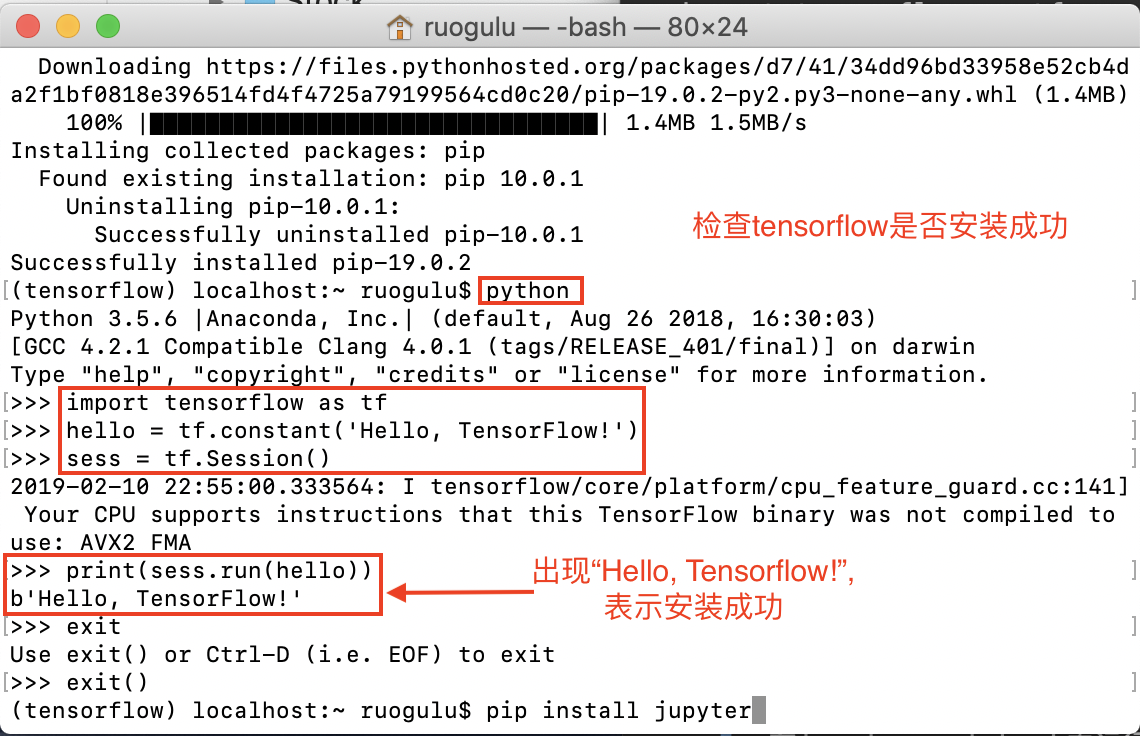 Stock
ruogulu — -bash — 80×24
Downloading https://files.pythonhosted.org/packages/d7/41/34dd96bd33958e52cb4d
a2f1bf0818e396514fd4f4725a79199564cd0c20/pip-19.0.2-py2.py3-none-any.whl (1.4MB)
100% |████████████████████████████████| 1.4MB 1.5MB/s
Installing collected packages: pip
Found existing installation: pip 10.0.1
Uninstalling pip-10.0.1:
检查tensorflow是否安装成功
Successfully uninstalled pip-10.0.1
Successfully installed pip-19.0.2
[(tensorflow) localhost:~ ruogulu$ python ]
Python 3.5.6 |Anaconda, Inc.| (default, Aug 26 2018, 16:30:03)
[GCC 4.2.1 Compatible Clang 4.0.1 (tags/RELEASE_401/final)] on darwin
Type "help", "copyright", "credits" or "license" for more information.
[>>> import tensorflow as tf ]
[>>> hello = tf.constant('Hello, TensorFlow!') ]
[>>> sess = tf.Session() ]
2019-02-10 22:55:00.333564: I tensorflow/core/platform/cpu_feature_guard.cc:141]
Your CPU supports instructions that this TensorFlow binary was not compiled to
use: AVX2 FMA
[>>> print(sess.run(hello)) ]
b'Hello, TensorFlow!'
出现“Hello, Tensorflow!”,
表示安装成功
[>>> exit ]
Use exit() or Ctrl-D (i.e. EOF) to exit
[>>> exit() ]
(tensorflow) localhost:~ ruogulu$ pip install jupyter